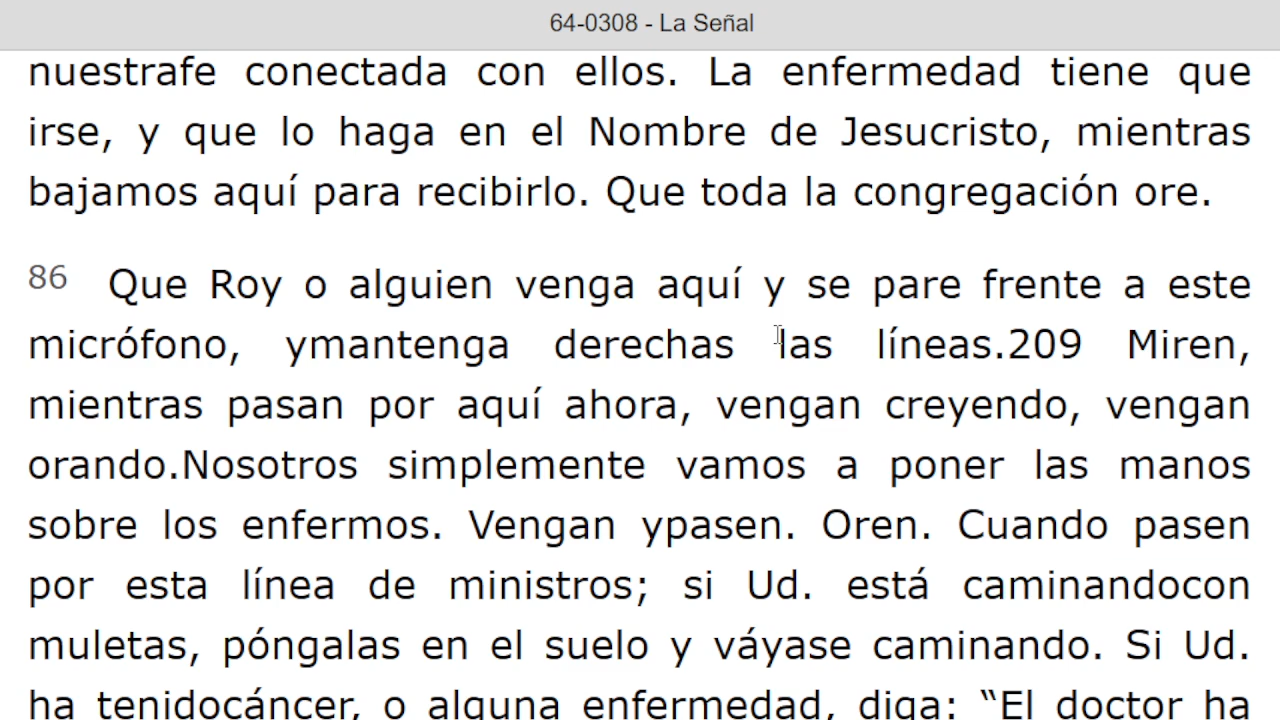 64-0308 - La Señal
nuestrafe conectada con ellos. La enfermedad tiene que
irse, y que lo haga en el Nombre de Jesucristo, mientras
bajamos aquí para recibirlo. Que toda la congregación ore.
86 Que Roy o alguien venga aquí y se pare frente a este
micrófono, ymantenga derechas las líneas.209 Miren,
mientras pasan por aquí ahora, vengan creyendo, vengan
orando.Nosotros simplemente vamos a poner las manos
sobre los enfermos. Vengan ypasen. Oren. Cuando pasen
por esta línea de ministros; si Ud. está caminandocon
muletas, póngalas en el suelo y váyase caminando. Si Ud.
ha tenidocáncer, o alguna enfermedad, diga: “El doctor ha